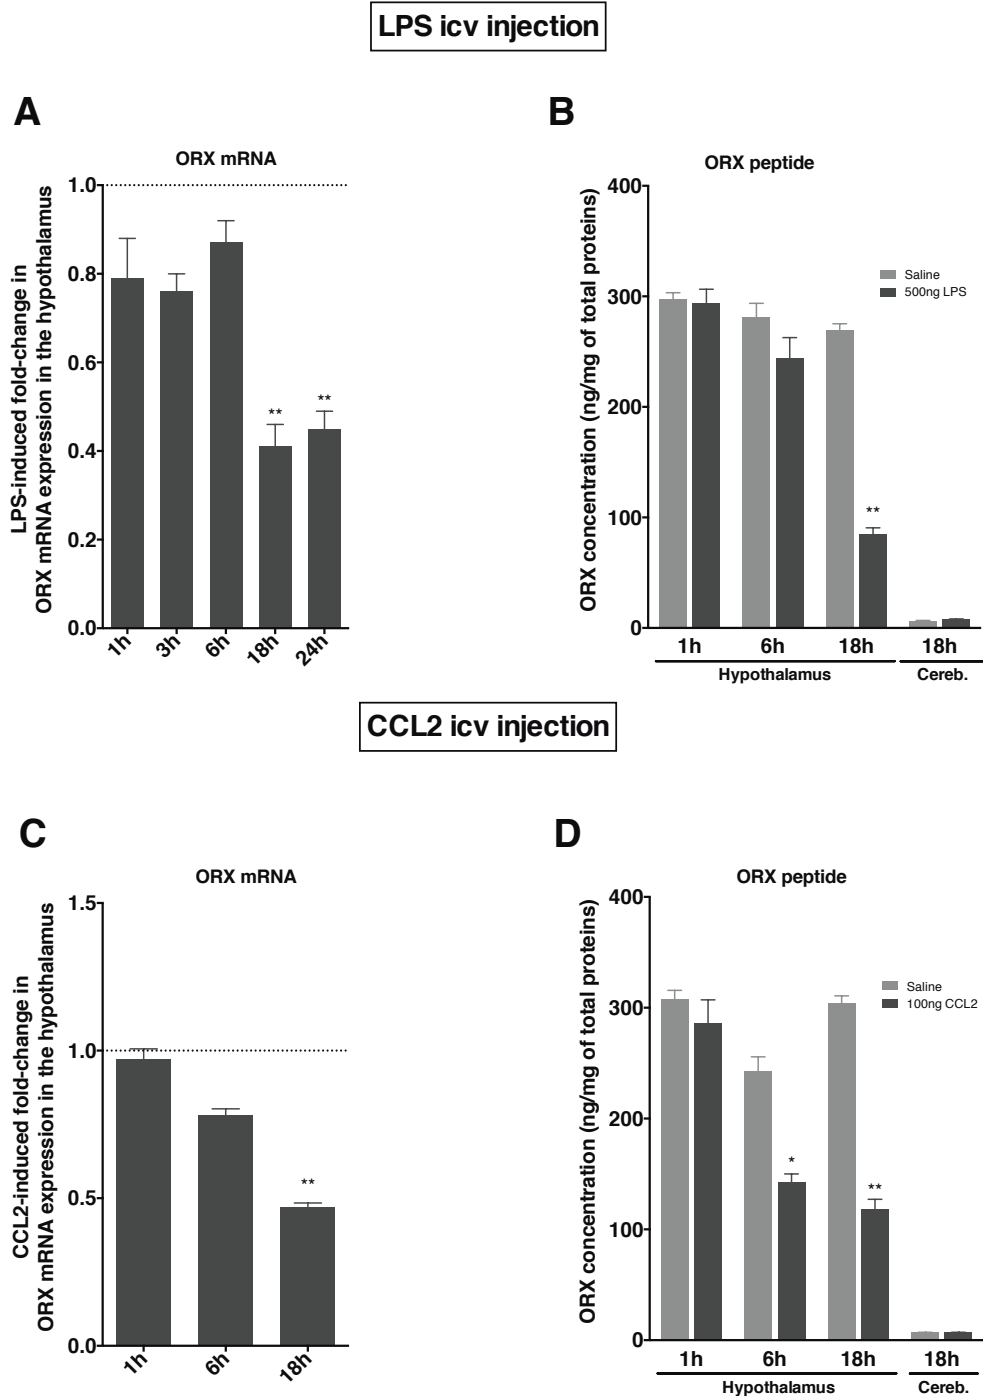 LPS icv injection
A
ORX mRNA
LPS-induced fold-change in
ORX mRNA expression in the hypothalamus
1.0
0.8
0.6
0.4
0.2
0.0
**
**
1h
3h
6h
18h
24h
B
ORX peptide
ORX concentration (ng/mg of total proteins)
400
300
200
100
0
Saline
500ng LPS
**
1h
6h
18h
18h
Hypothalamus
Cereb.
CCL2 icv injection
C
ORX mRNA
CCL2-induced fold-change in
ORX mRNA expression in the hypothalamus
1.5
1.0
0.5
0.0
**
1h
6h
18h
D
ORX peptide
ORX concentration (ng/mg of total proteins)
400
300
200
100
0
Saline
100ng CCL2
*
**
1h
6h
18h
18h
Hypothalamus
Cereb.